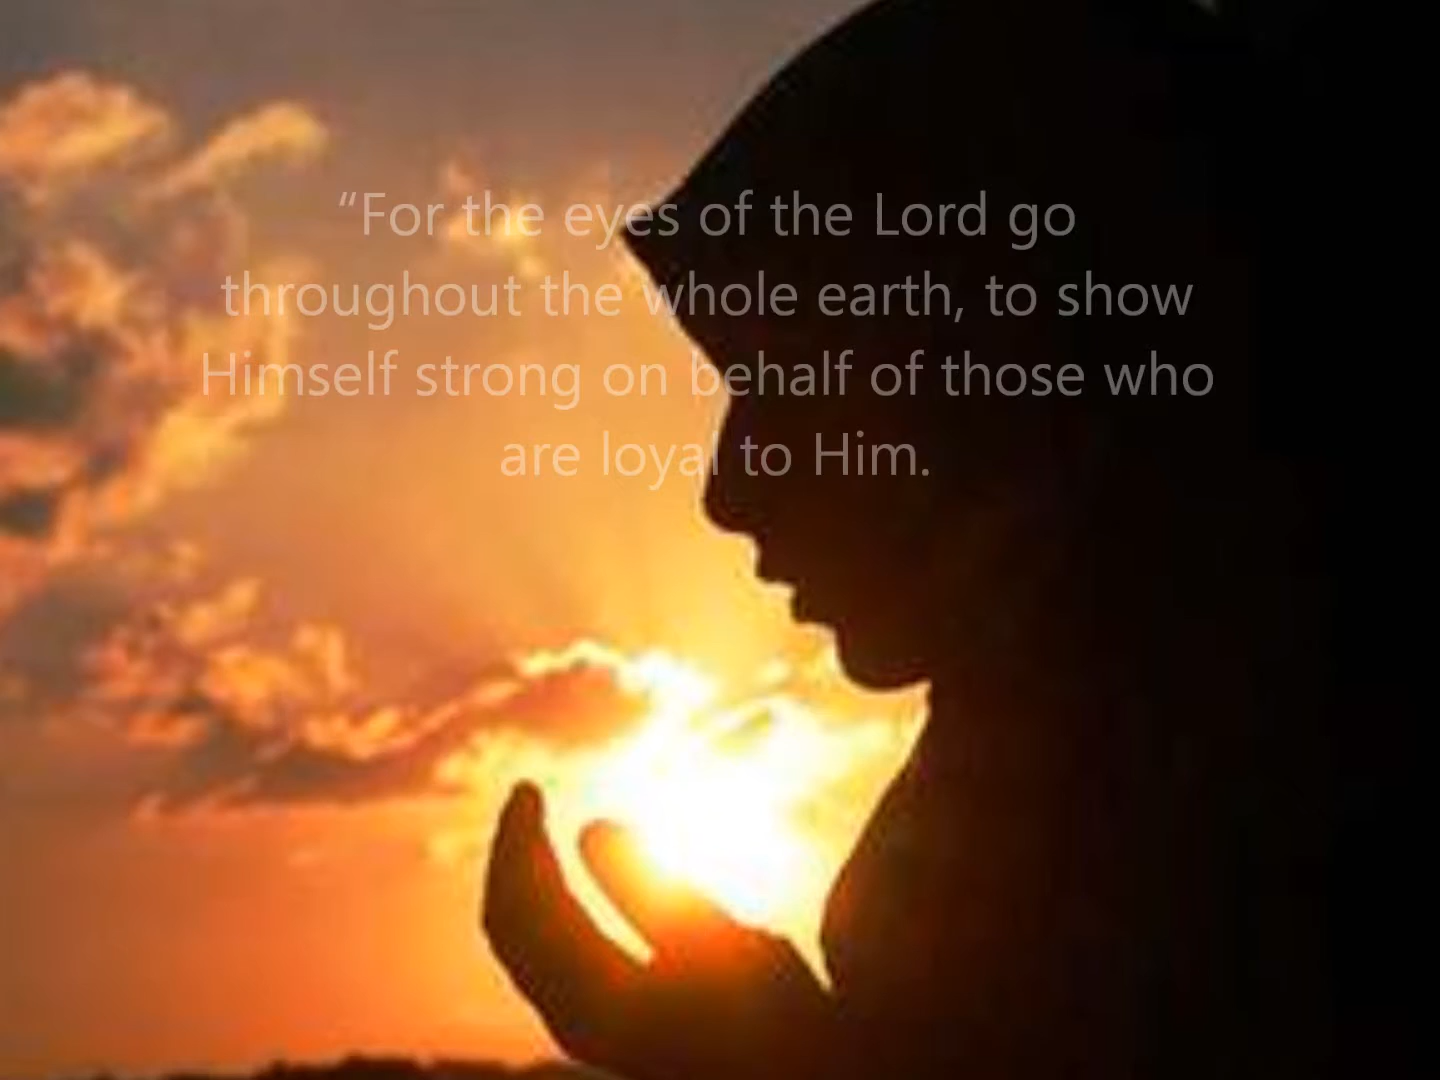 “For the eyes of the Lord go
throughout the whole earth, to show
Himself strong on behalf of those who
are loyal to Him.